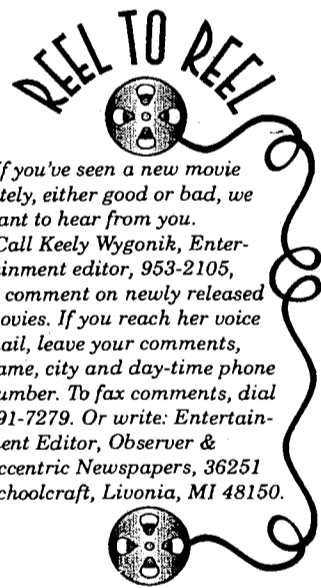 REEL TO REEL
f you've seen a new movie
tely, either good or bad, we
ant to hear from you.
Call Keely Wygonik, Enter-
inment editor, 953-2105,
comment on newly released
ovies. If you reach her voice
ail, leave your comments,
ame, city and day-time phone
umber. To fax comments, dial
91-7279. Or write: Entertain-
ent Editor, Observer &
ccentric Newspapers, 36251
choolcraft, Livonia, MI 48150.